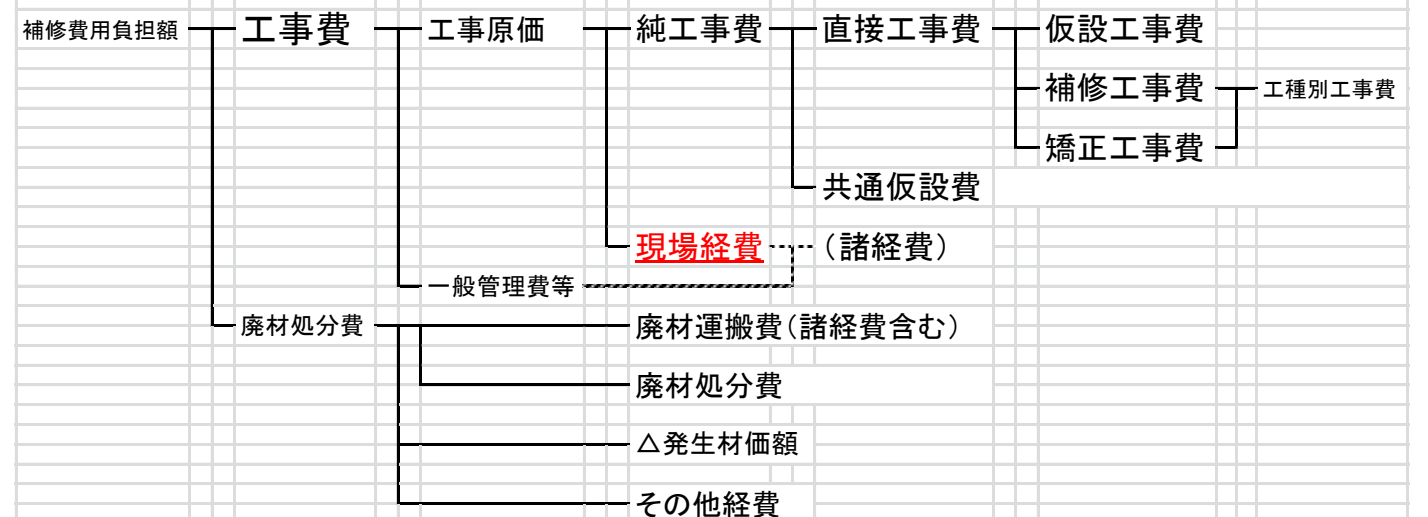 補修費用負担額 工事費 工事原価 純工事費 直接工事費 仮設工事費
補修工事費 工種別工事費
矯正工事費
共通仮設費
現場経費 (諸経費)
一般管理費等
廃材処分費 廃材運搬費(諸経費含む)
廃材処分費
△発生材価額
その他経費